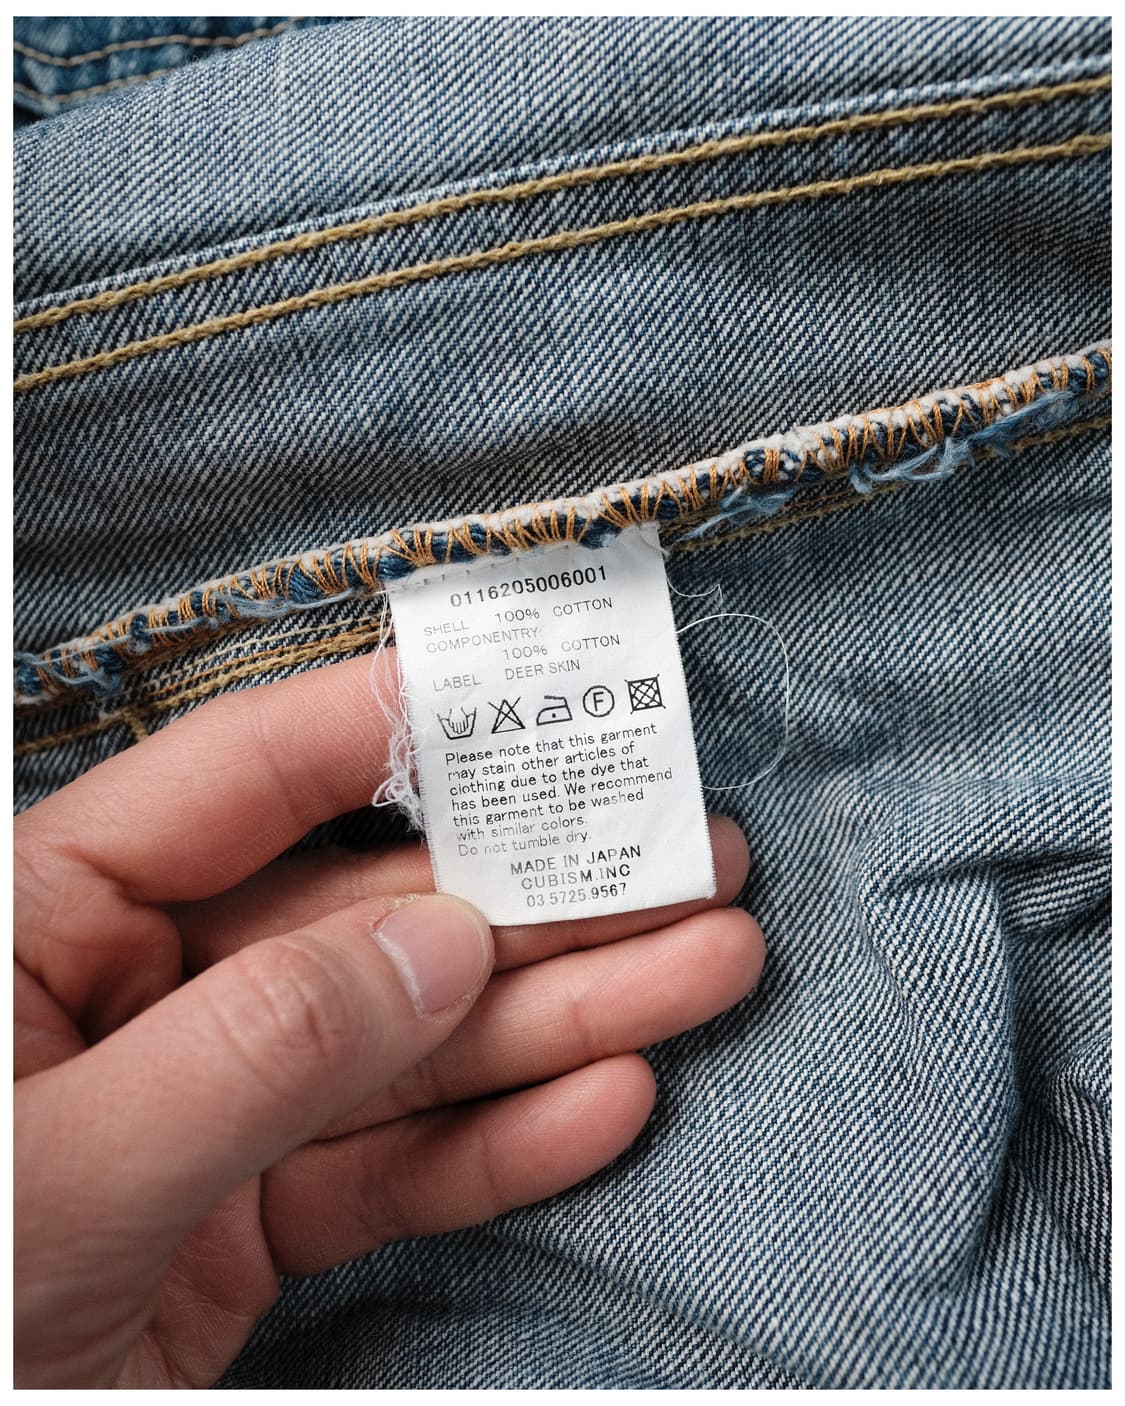 0116205006001
SHELL 100% COTTON
COMPONENTRY:
100% COTTON
LABEL DEER SKIN
F
Please note that this garment
may stain other articles of
clothing due to the dye that
has been used. We recommend
this garment to be washed
with similar colors.
Do not tumble dry.
MADE IN JAPAN
CUBISM.INC
03.5725.9567